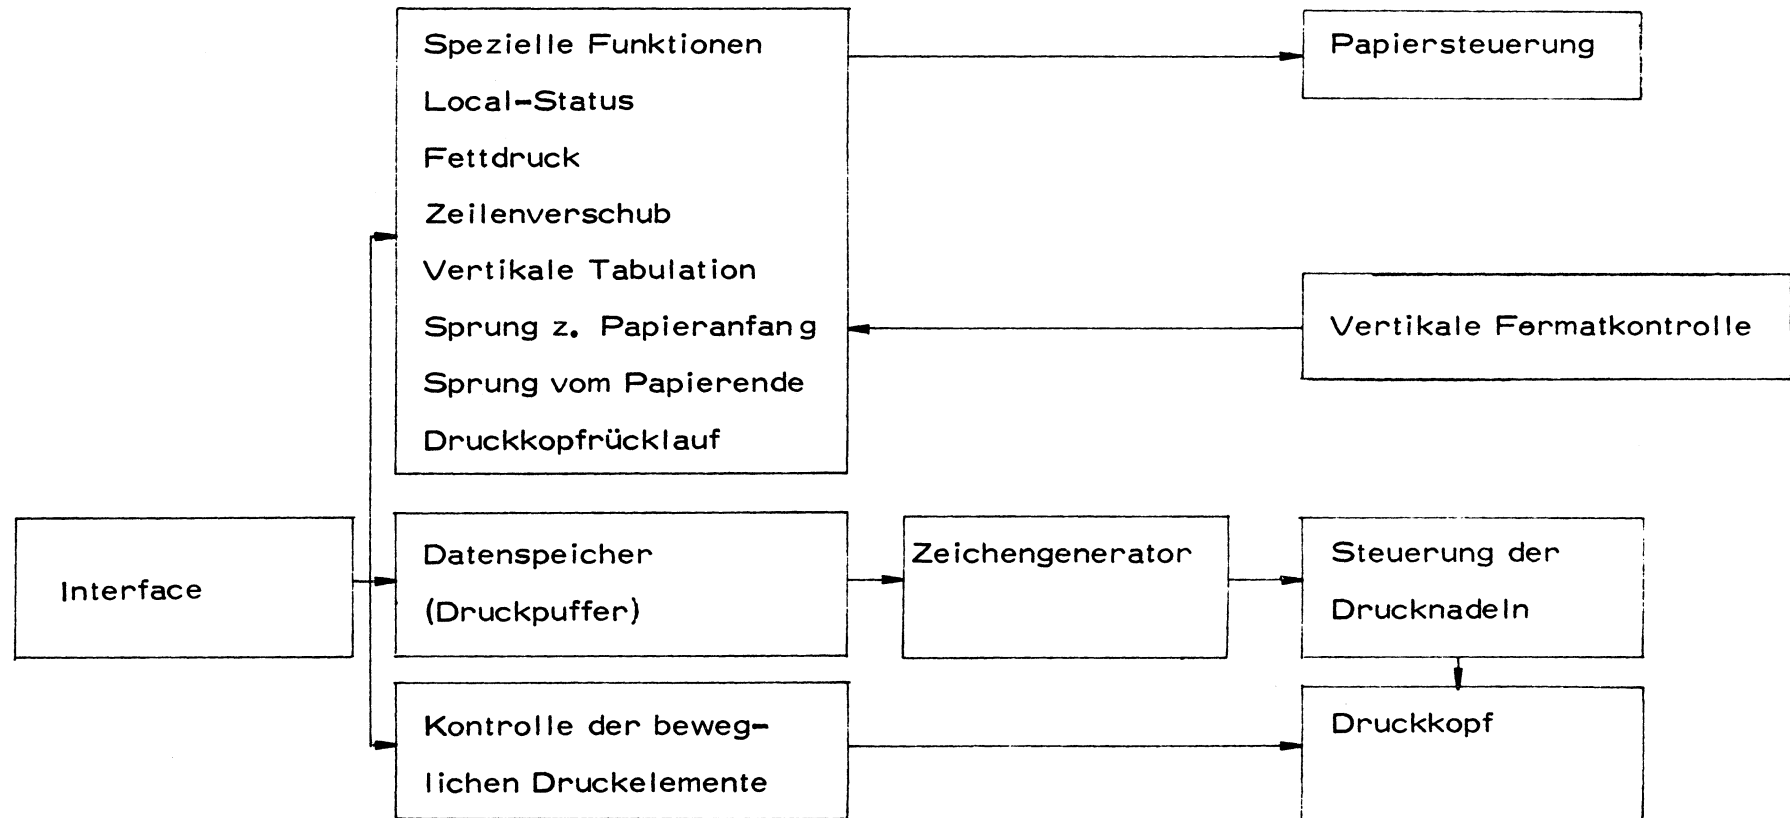 Spezielle Funktionen
Local-Status
Fettdruck
Zeilenverschub
Vertikale Tabulation
Sprung z. Papieranfang
Sprung vom Papierende
Druckkopfrücklauf
Papiersteuerung
Vertikale Formatkontrolle
Interface
Datenspeicher
(Druckpuffer)
Zeichengenerator
Steuerung der
Drucknadeln
Kontrolle der beweg-
lichen Druckelemente
Druckkopf